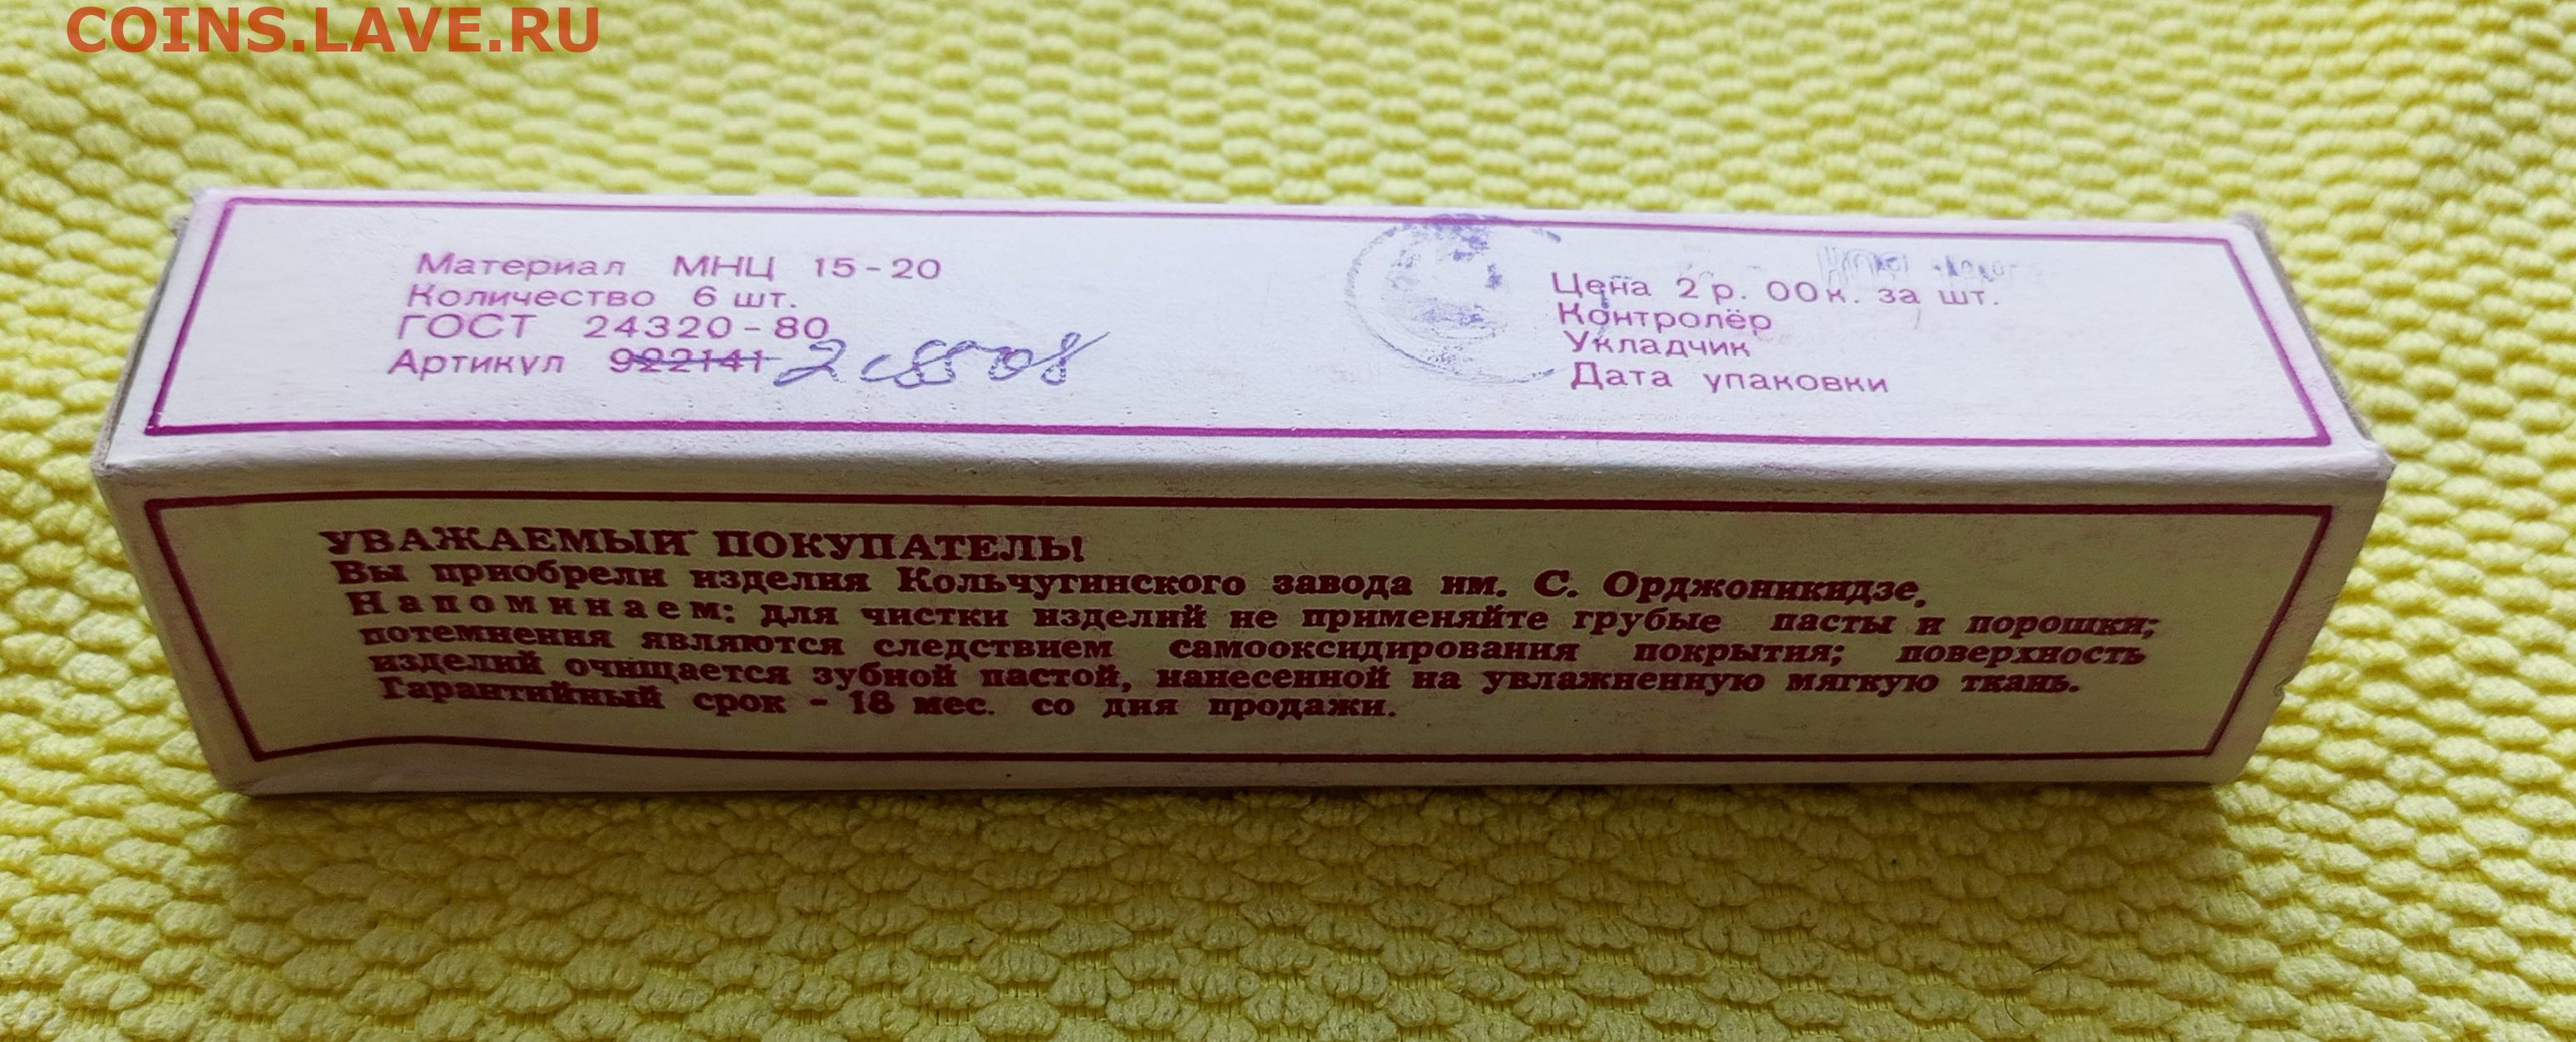 COINS.LAVE.RU
Материал МНЦ 15-20
Количество 6 шт.
ГОСТ 24320-80
Артикул 922141
Цена 2 р. 00 к. за шт.
Контролёр
Укладчик
Дата упаковки
УВАЖАЕМЫЙ ПОКУПАТЕЛЬ!
Вы приобрели изделия Кольчугинского завода им. С. Орджоникидзе.
Напоминаем: для чистки изделий не применяйте грубые пасты и порошки;
потемнения являются следствием самооксидирования покрытия; поверхность
изделий очищается зубной пастой, нанесенной на увлажненную мягкую ткань.
Гарантийный срок - 18 мес. со дня продажи.